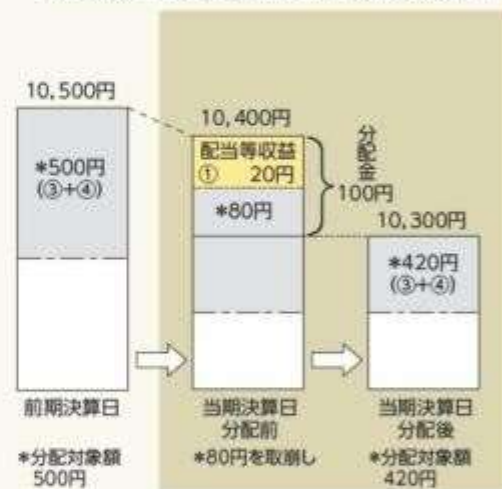 10,500円
*500円
(③+④)
前期決算日
*分配対象額
500円
10,400円
配当等収益
① 20円
*80円
分配金
100円
当期決算日
分配前
*80円を取崩し
10,300円
*420円
(③+④)
当期決算日
分配後
*分配対象額
420円